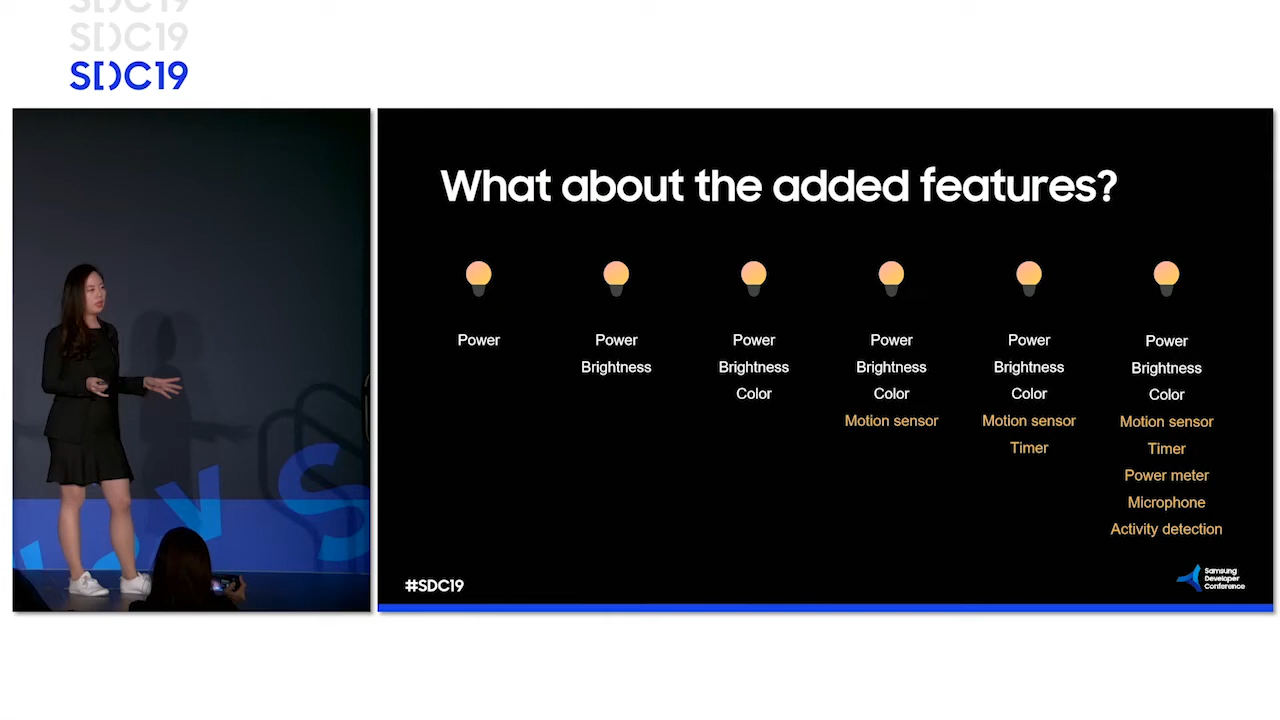 SDC19
SDC19
SDC19
What about the added features?
Power
Power
Brightness
Power
Brightness
Color
Power
Brightness
Color
Motion sensor
Power
Brightness
Color
Motion sensor
Timer
Power
Brightness
Color
Motion sensor
Timer
Power meter
Microphone
Activity detection
#SDC19
Samsung
Developer
Conference